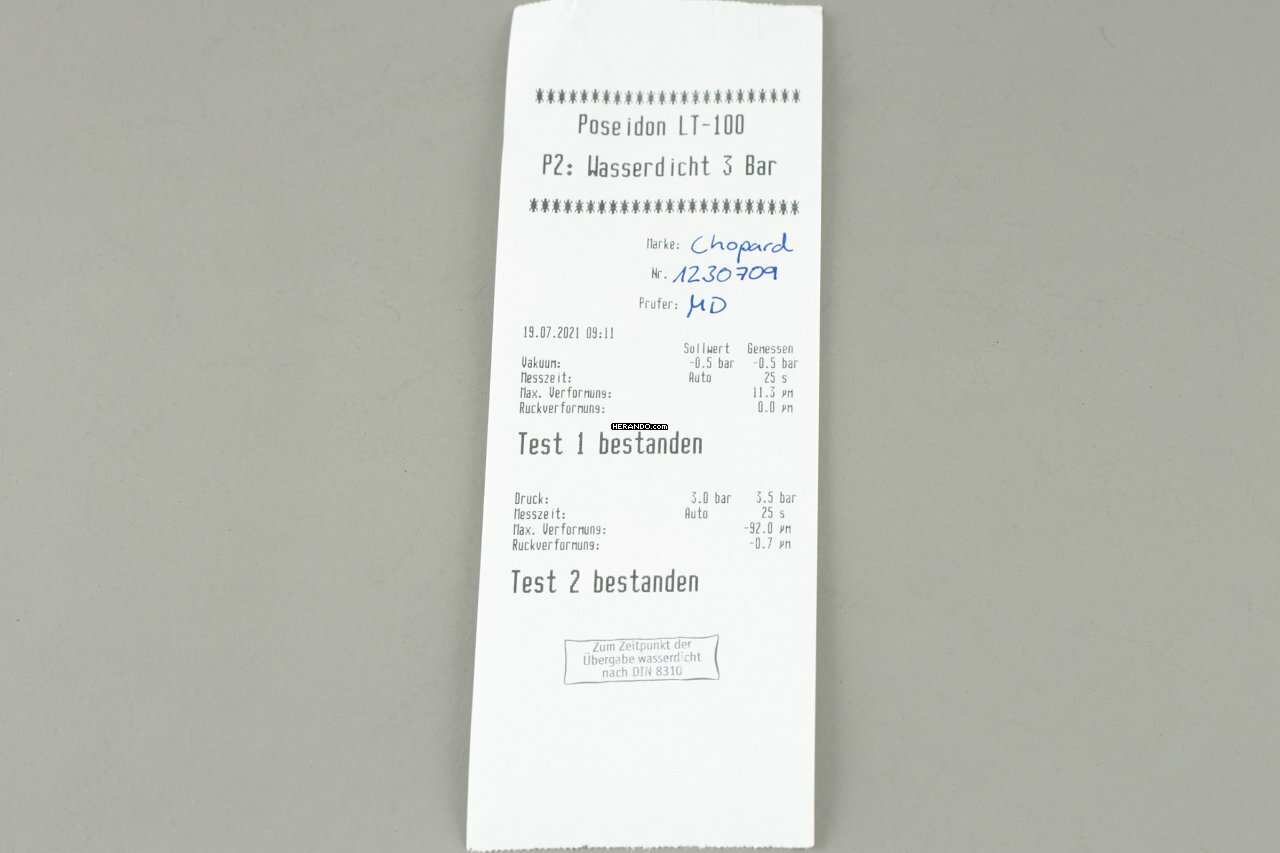 ************************
Poseidon LT-100
P2: Wasserdicht 3 Bar
************************
Marke: Chopard
Nr. 1230709
Prufer: MD
19.07.2021 09:11
Sollwert Gemessen
Vakuum: -0.5 bar -0.5 bar
Messzeit: Auto 25 s
Max. Verformung: 11.3 µm
Ruckverformung: 0.0 µm
HERANDO.com
Test 1 bestanden
Druck: 3.0 bar 3.5 bar
Messzeit: Auto 25 s
Max. Verformung: -92.0 µm
Ruckverformung: -0.7 µm
Test 2 bestanden
Zum Zeitpunkt der
Übergabe wasserdicht
nach DIN 8310